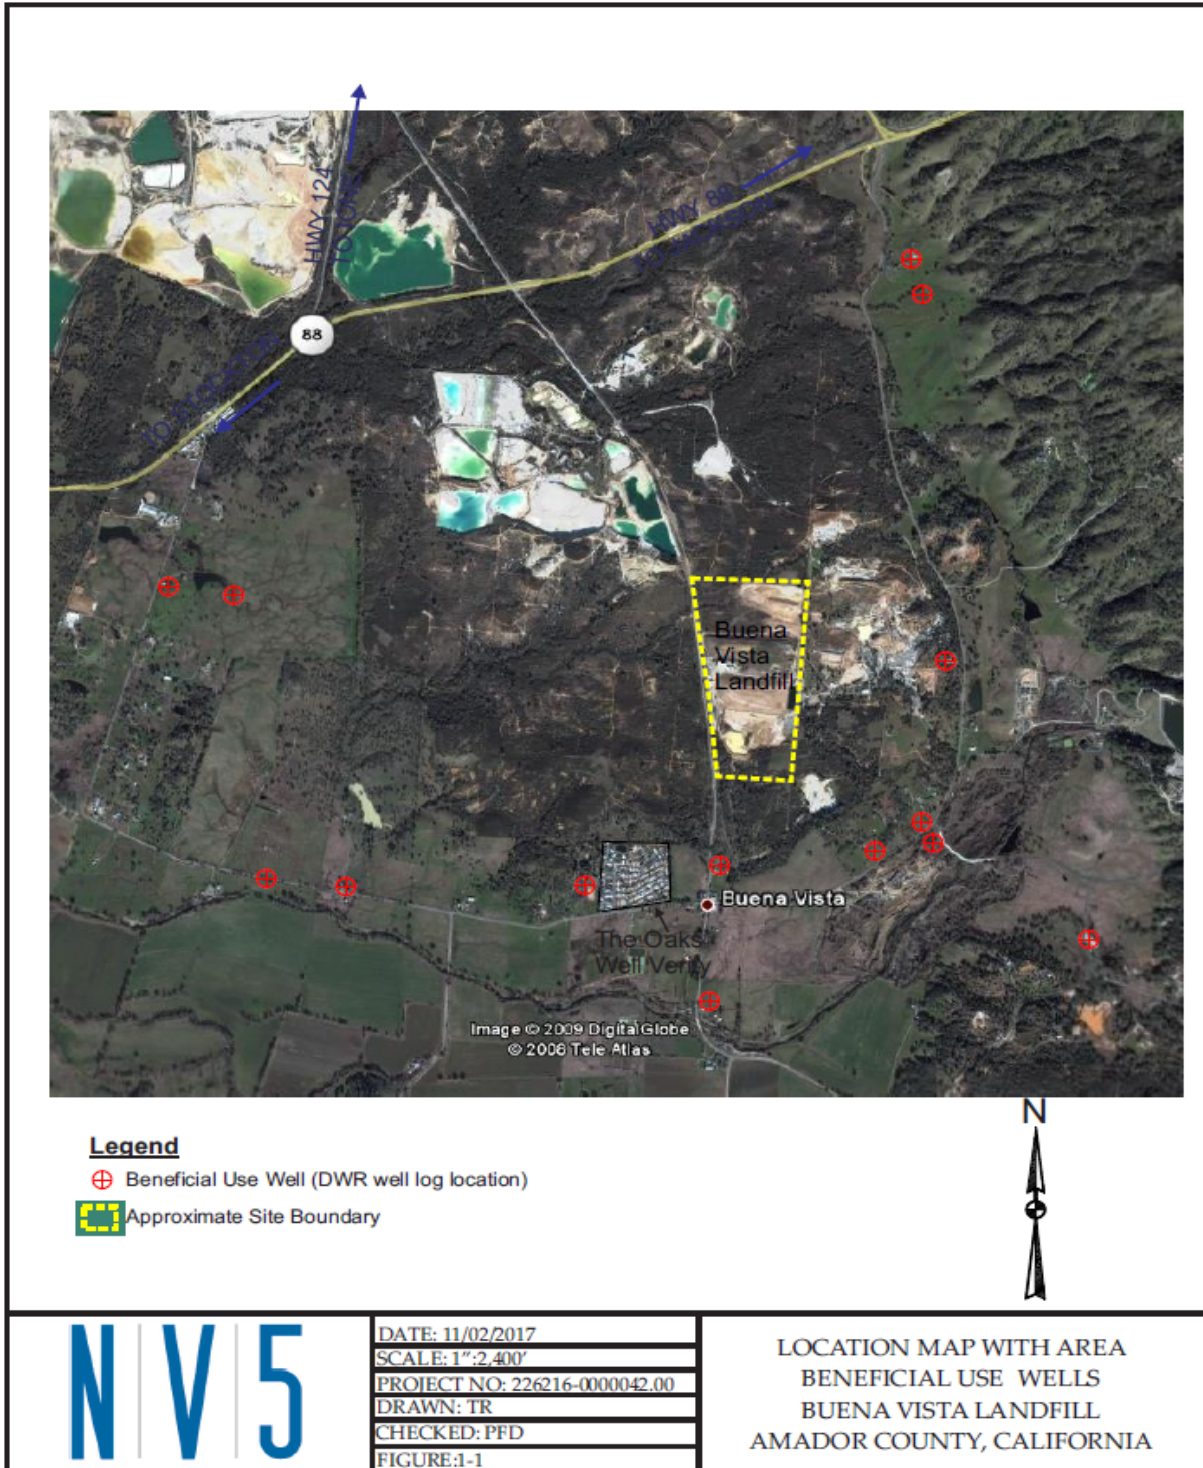 HWY 124
TO IONE
HWY 88
TO JACKSON
88
TO STOCKTON
Buena
Vista
Landfill
Buena Vista
The Oaks
Well Verify
Image © 2009 DigitalGlobe
© 2008 Tele Atlas
N
Legend
Beneficial Use Well (DWR well log location)
Approximate Site Boundary
NV5
DATE: 11/02/2017
SCALE: 1":2,400'
PROJECT NO: 226216-0000042.00
DRAWN: TR
CHECKED: PFD
FIGURE:1-1
LOCATION MAP WITH AREA
BENEFICIAL USE WELLS
BUENA VISTA LANDFILL
AMADOR COUNTY, CALIFORNIA